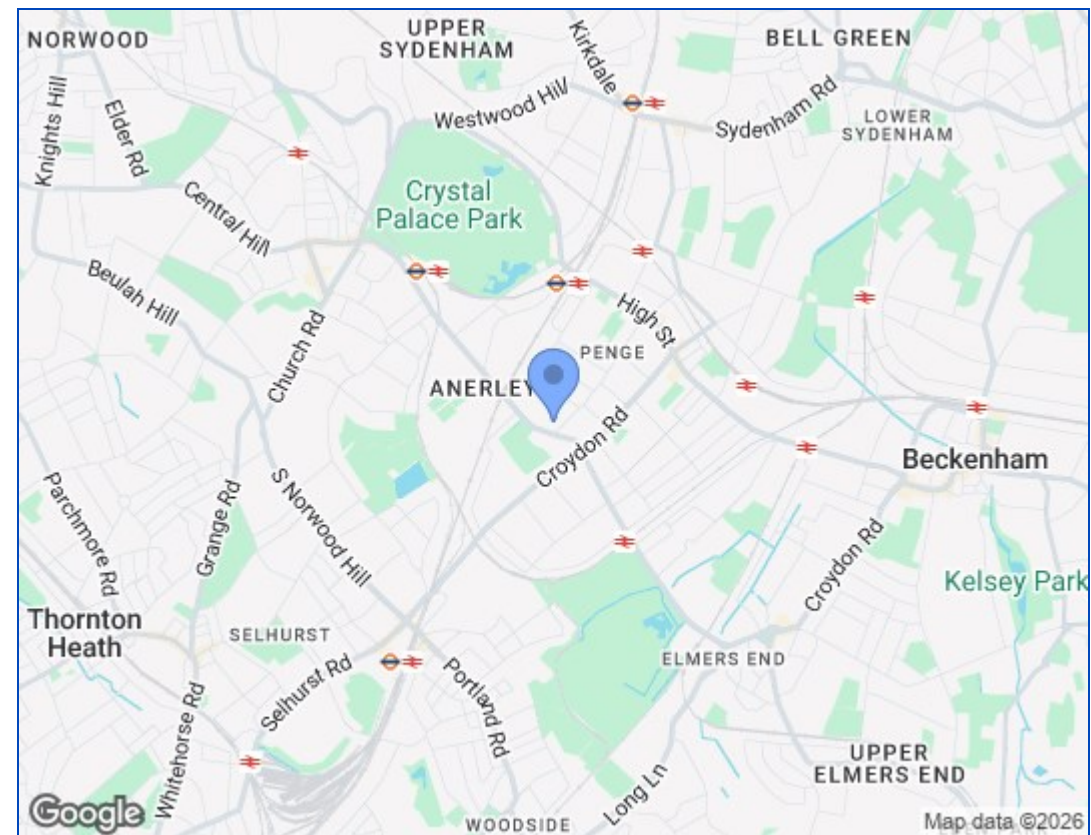 NORWOOD
UPPER
SYDENHAM
Kirkdale
BELL GREEN
Knights Hill
Elder Rd
Westwood Hill
Sydenham Rd
LOWER
SYDENHAM
Central Hill
Crystal
Palace Park
Beulah Hill
Church Rd
High St
PENGE
ANERLEY
Croydon Rd
Beckenham
Parchmore Rd
Grange Rd
S Norwood Hill
Croydon Rd
Kelsey Park
Thornton
Heath
SELHURST
Selhurst Rd
Portland Rd
ELMERS END
Whitehorse Rd
Long Ln
UPPER
ELMERS END
Google
WOODSIDE
Map data ©2026